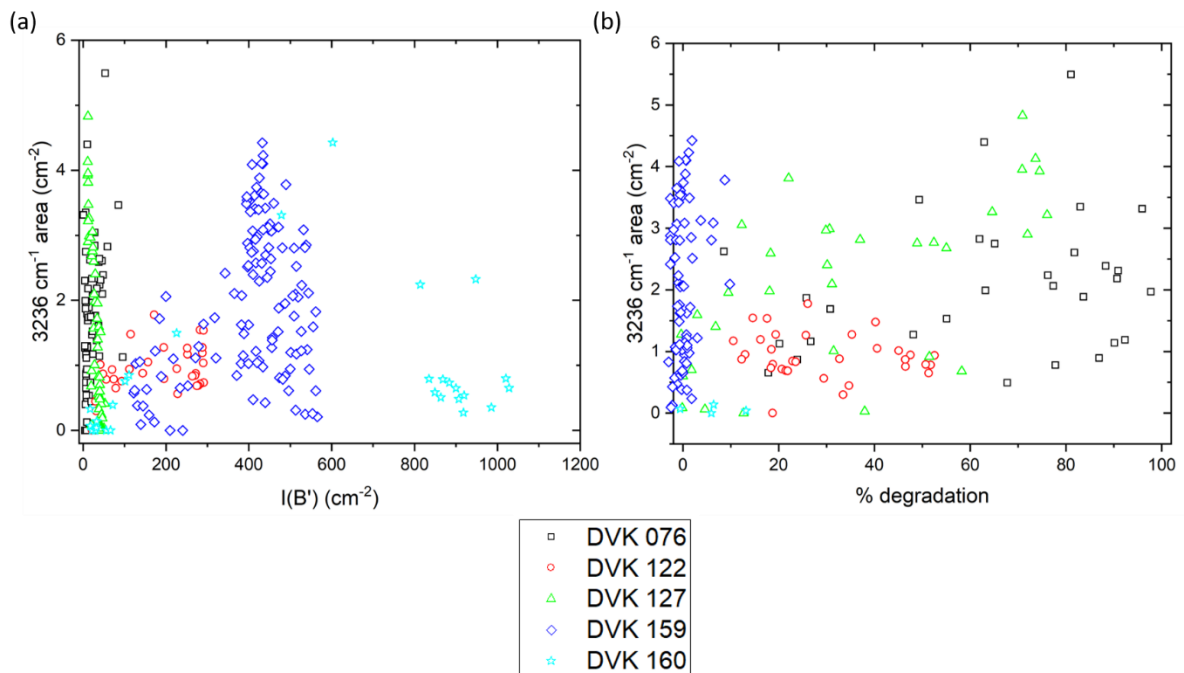 (a)
6
4
2
0
3236 cm⁻¹ area (cm⁻²)
0 200 400 600 800 1000 1200
I(B') (cm⁻²)
(b)
6
5
4
3
2
1
0
3236 cm⁻¹ area (cm⁻²)
0 20 40 60 80 100
% degradation
DVK 076
DVK 122
DVK 127
DVK 159
DVK 160